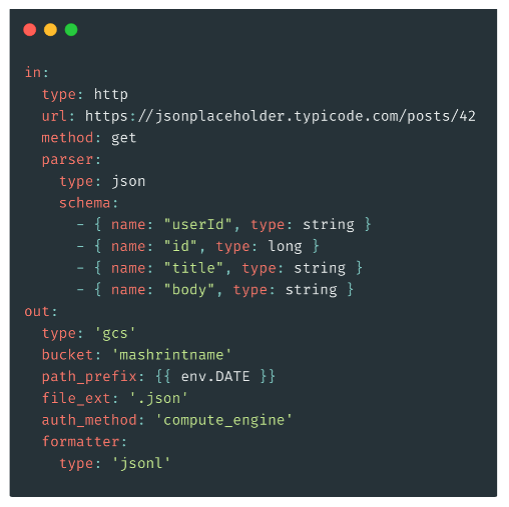 in:
  type: http
  url: https://jsonplaceholder.typicode.com/posts/42
  method: get
  parser:
    type: json
    schema:
      - { name: "userId", type: string }
      - { name: "id", type: long }
      - { name: "title", type: string }
      - { name: "body", type: string }
out:
  type: 'gcs'
  bucket: 'mashrintname'
  path_prefix: {{ env.DATE }}
  file_ext: '.json'
  auth_method: 'compute_engine'
  formatter:
    type: 'jsonl'